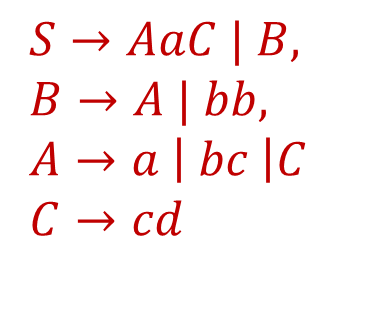 S → AaC | B,
B → A | bb,
A → a | bc |C
C → cd